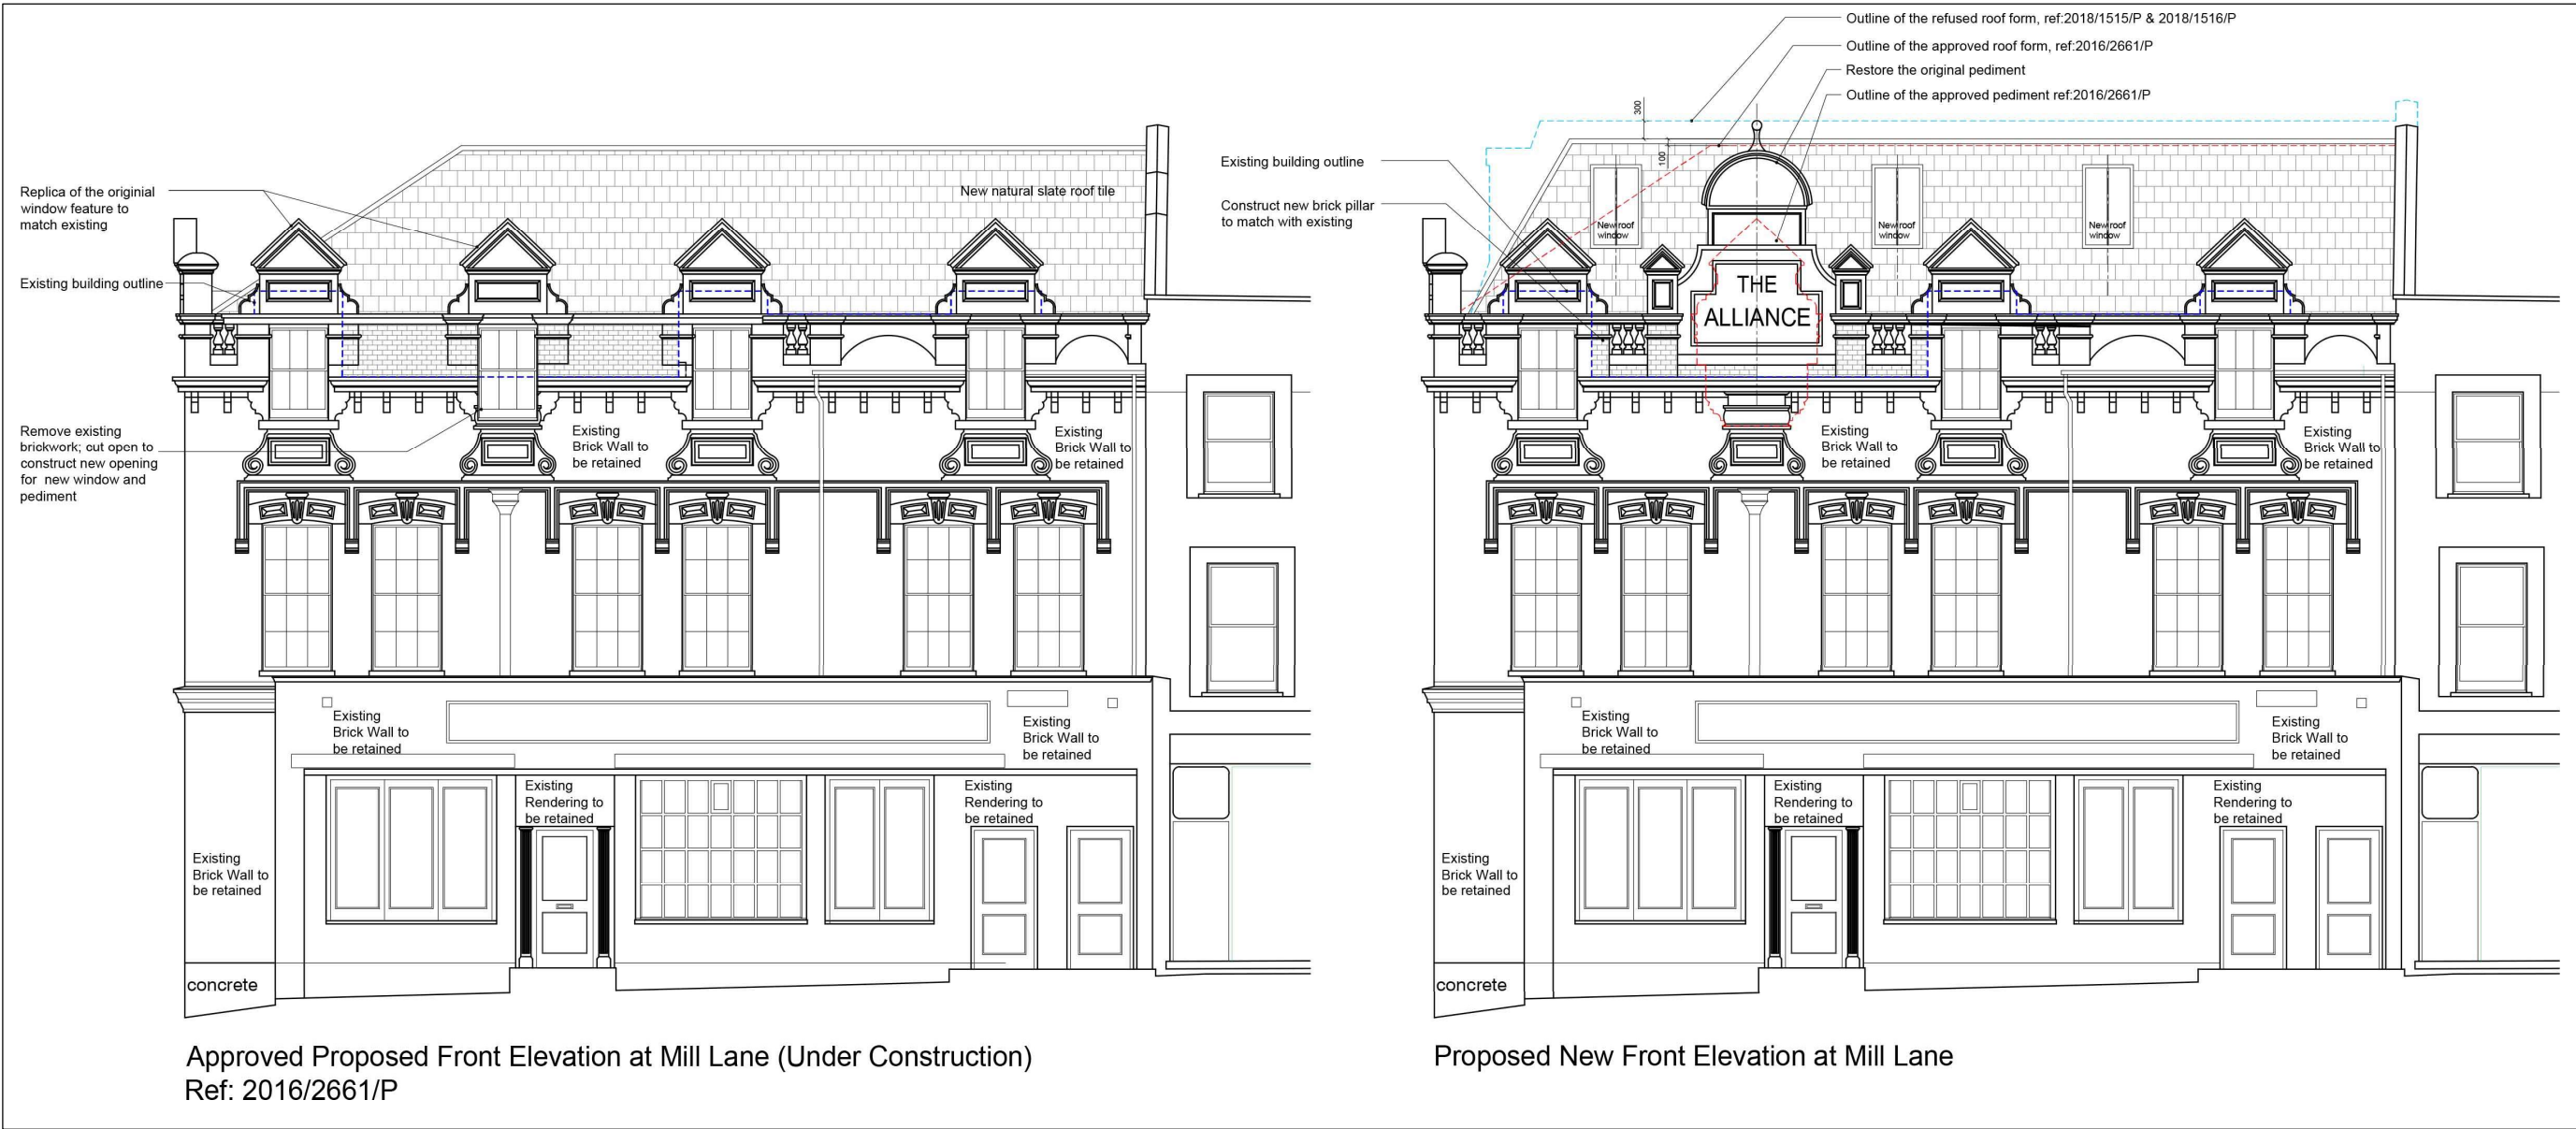 Replica of the originial
window feature to
match existing
Existing building outline
Remove existing
brickwork; cut open to
construct new opening
for new window and
pediment
New natural slate roof tile
Existing
Brick Wall to
be retained
Existing
Brick Wall to
be retained
Existing
Brick Wall to
be retained
Existing
Brick Wall to
be retained
Existing
Rendering to
be retained
Existing
Rendering to
be retained
Existing
Brick Wall to
be retained
concrete
Approved Proposed Front Elevation at Mill Lane (Under Construction)
Ref: 2016/2661/P
Outline of the refused roof form, ref:2018/1515/P & 2018/1516/P
Outline of the approved roof form, ref:2016/2661/P
Restore the original pediment
Outline of the approved pediment ref:2016/2661/P
300
100
Existing building outline
Construct new brick pillar
to match with existing
New roof
window
New roof
window
New roof
window
THE
ALLIANCE
Existing
Brick Wall to
be retained
Existing
Brick Wall to
be retained
Existing
Brick Wall to
be retained
Existing
Brick Wall to
be retained
Existing
Rendering to
be retained
Existing
Rendering to
be retained
Existing
Brick Wall to
be retained
concrete
Proposed New Front Elevation at Mill Lane